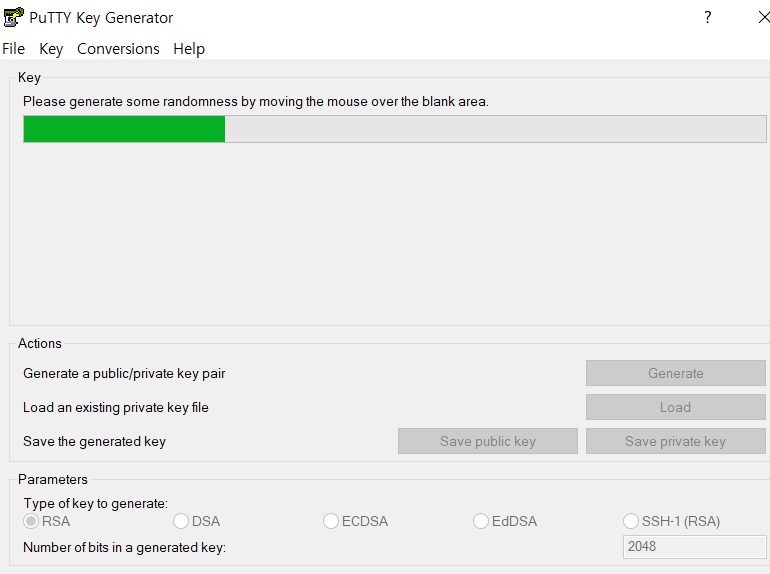 PuTTY Key Generator ?
File Key Conversions Help
Key
Please generate some randomness by moving the mouse over the blank area.
Actions
Generate a public/private key pair Generate
Load an existing private key file Load
Save the generated key Save public key Save private key
Parameters
Type of key to generate:
RSA DSA ECDSA EdDSA SSH-1 (RSA)
Number of bits in a generated key: 2048